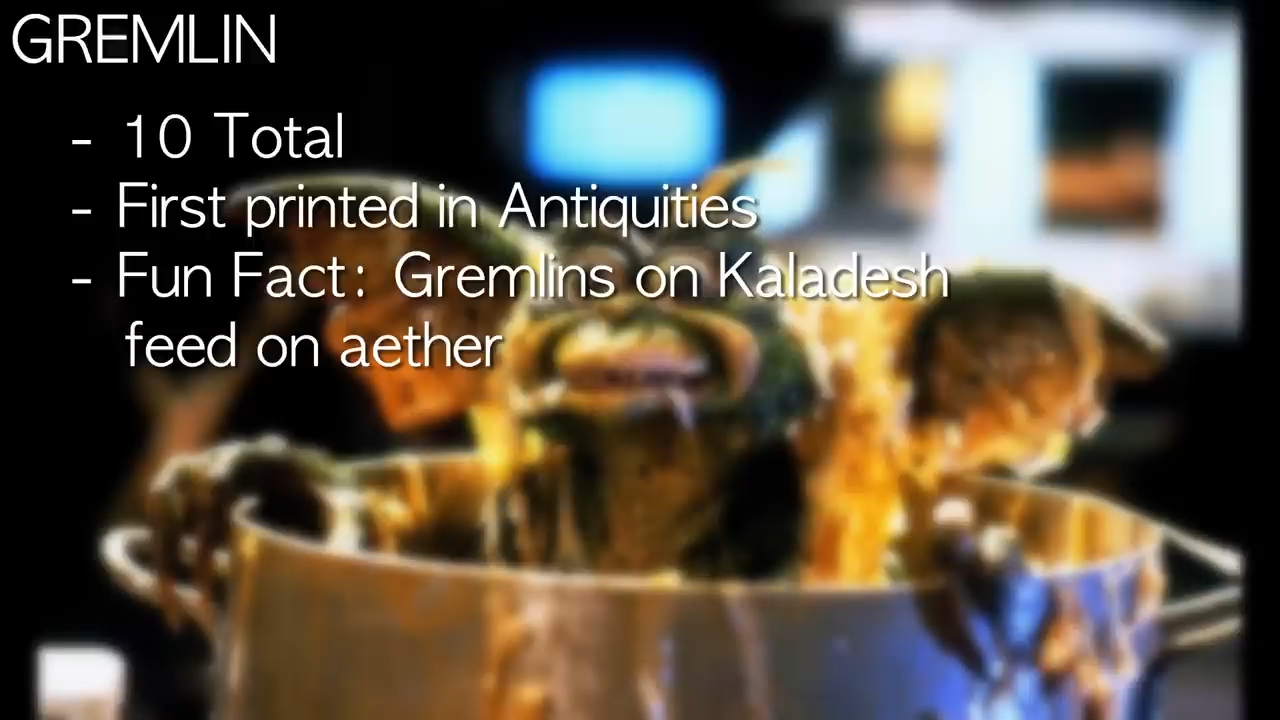 GREMLIN
- 10 Total
- First printed in Antiquities
- Fun Fact: Gremlins on Kaladesh
feed on aether